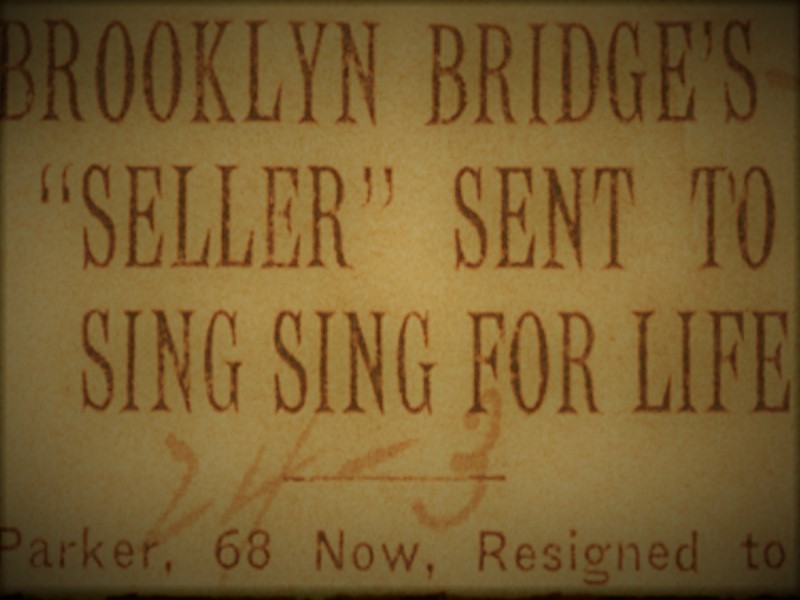 BROOKLYN BRIDGE'S
“SELLER” SENT TO
SING SING FOR LIFE
Parker, 68 Now, Resigned to